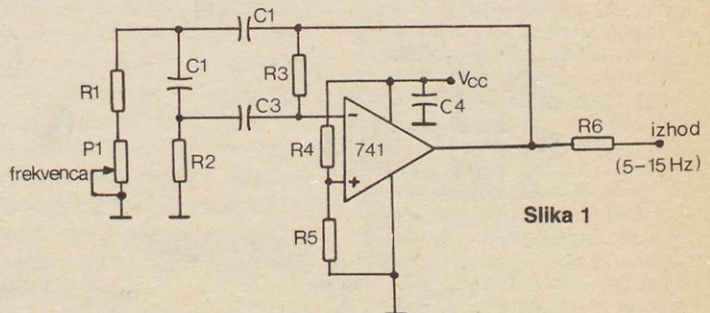 C1
C1
R3
R1
Vcc
C3
C4
R6
izhod
R4
741
P1
R2
frekvenca
(5-15 Hz)
R5
Slika 1
-
+